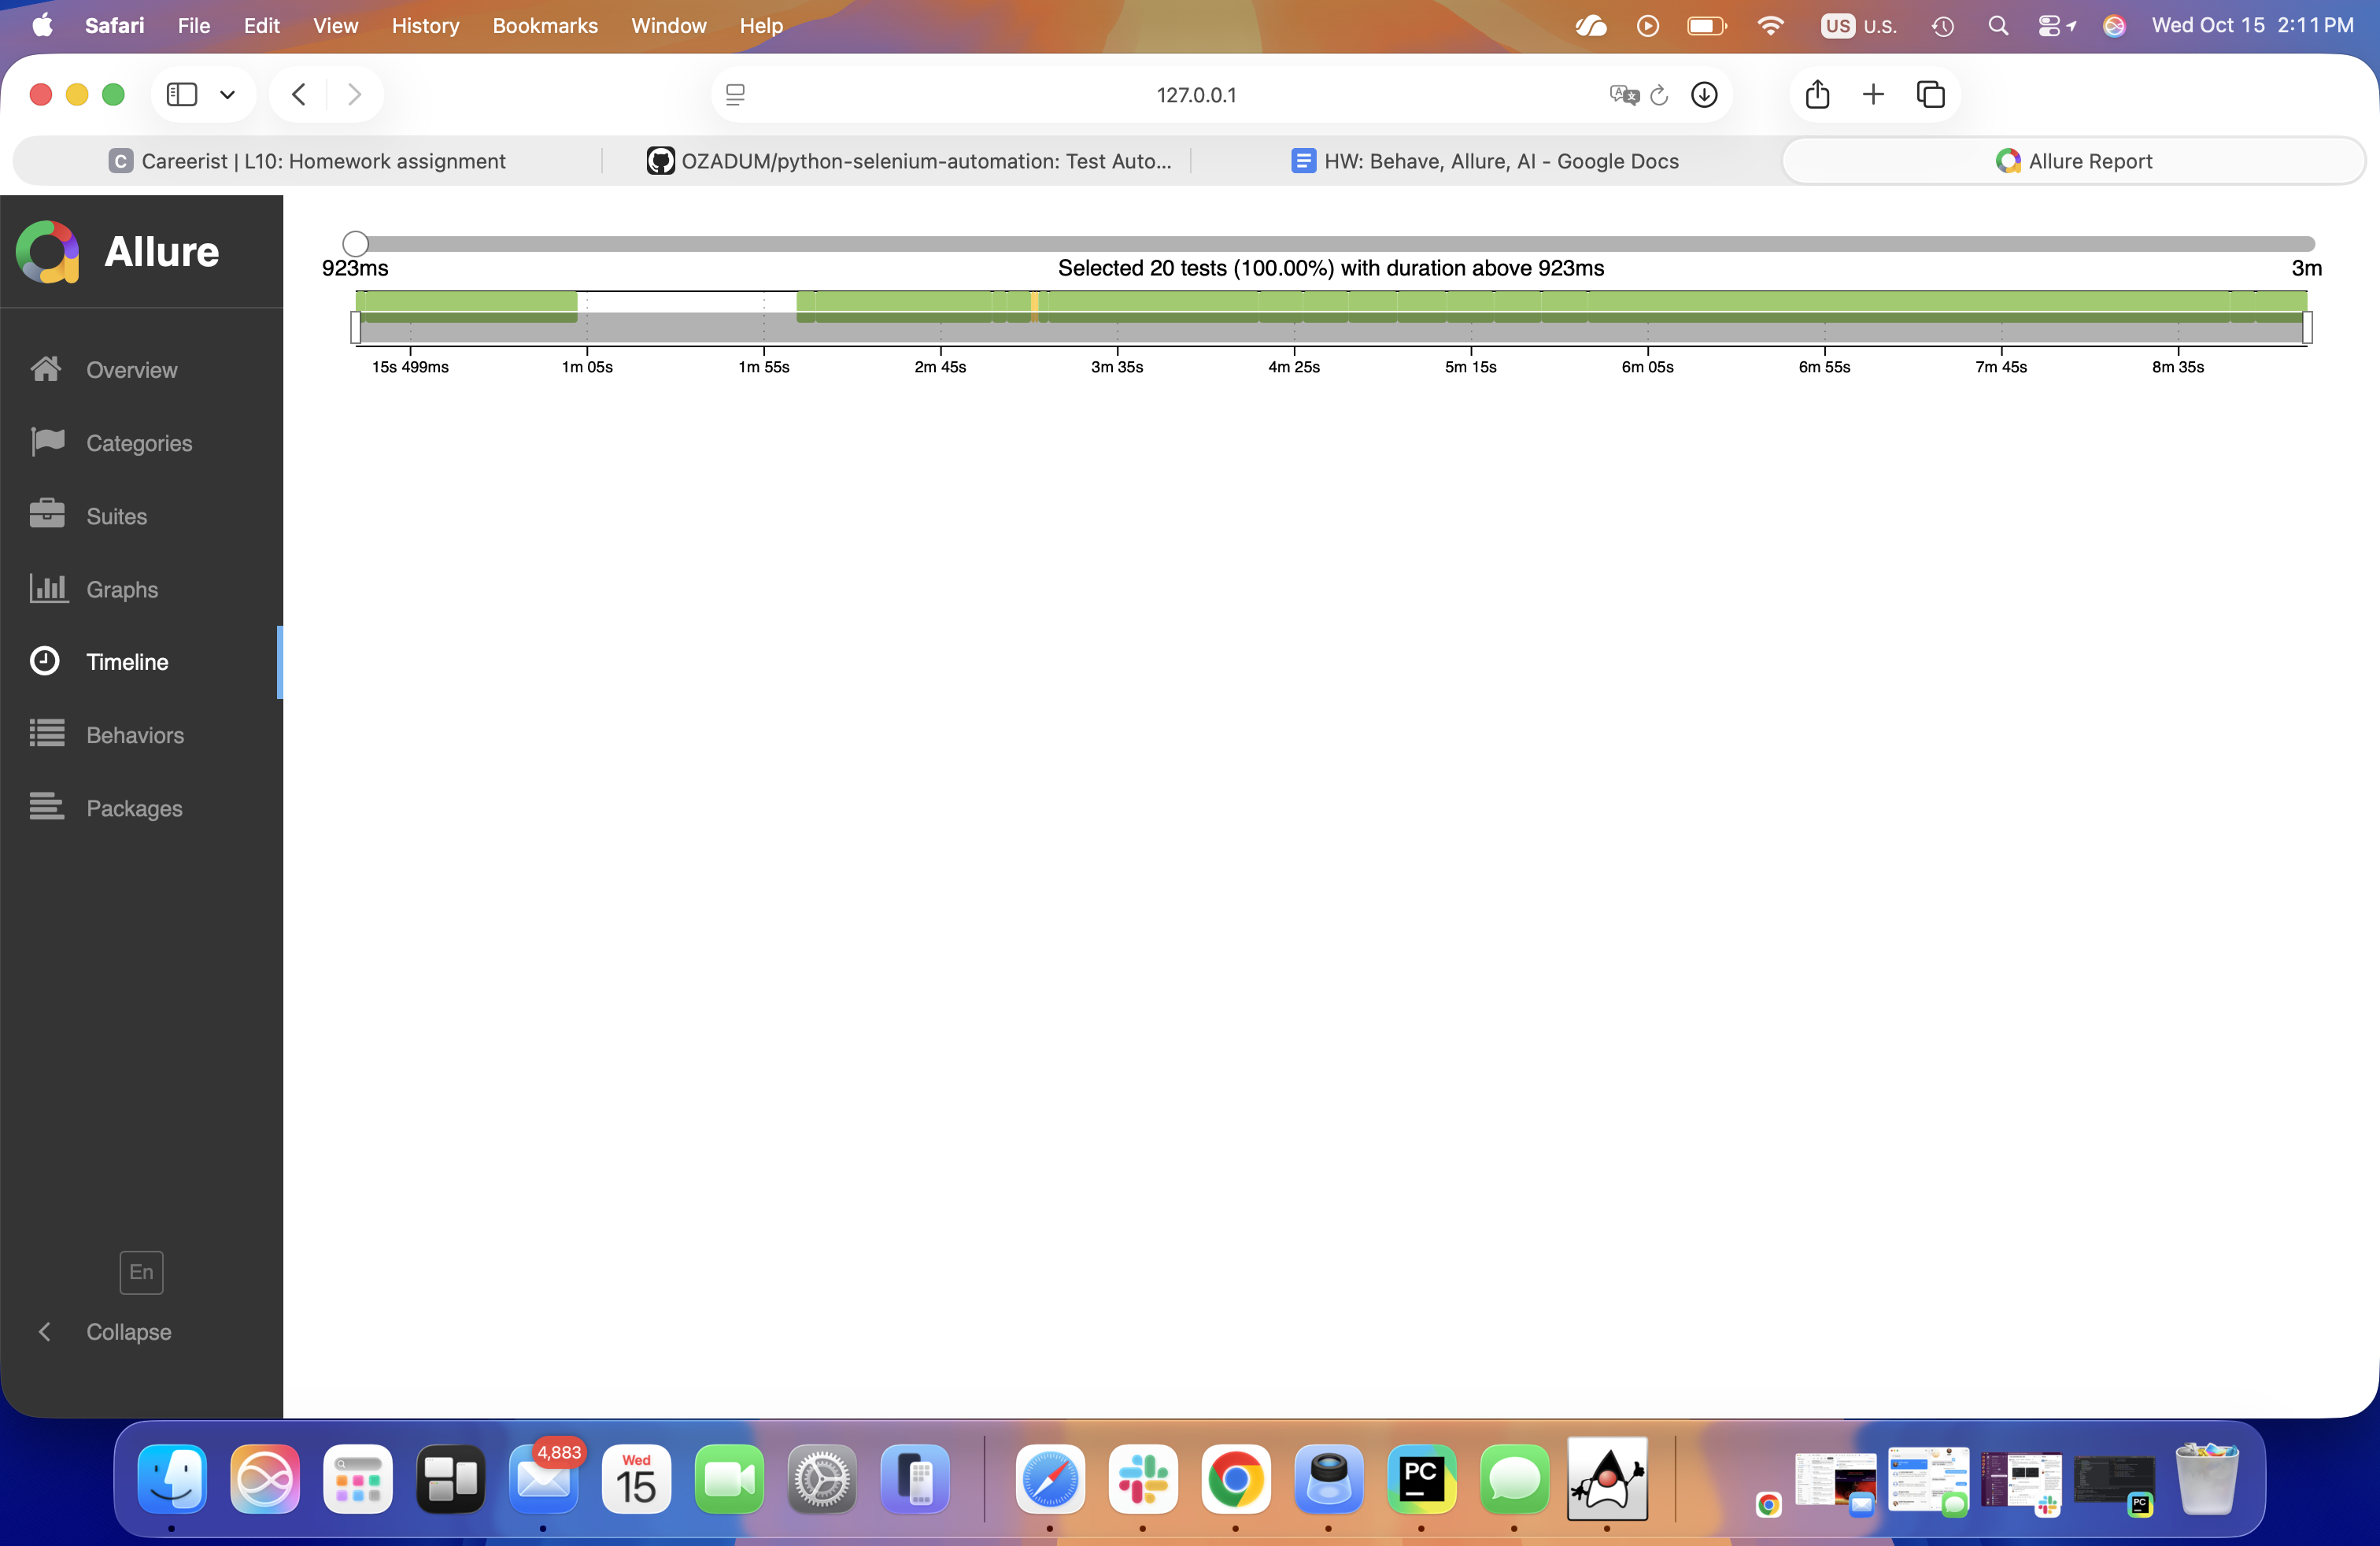 Safari File Edit View History Bookmarks Window Help US U.S. Wed Oct 15 2:11 PM
127.0.0.1
C Careerist | L10: Homework assignment
OZADUM/python-selenium-automation: Test Auto...
HW: Behave, Allure, AI - Google Docs
Allure Report
Allure
Overview
Categories
Suites
Graphs
Timeline
Behaviors
Packages
En
Collapse
923ms Selected 20 tests (100.00%) with duration above 923ms 3m
15s 499ms 1m 05s 1m 55s 2m 45s 3m 35s 4m 25s 5m 15s 6m 05s 6m 55s 7m 45s 8m 35s
4,883
Wed
15
PC
PC